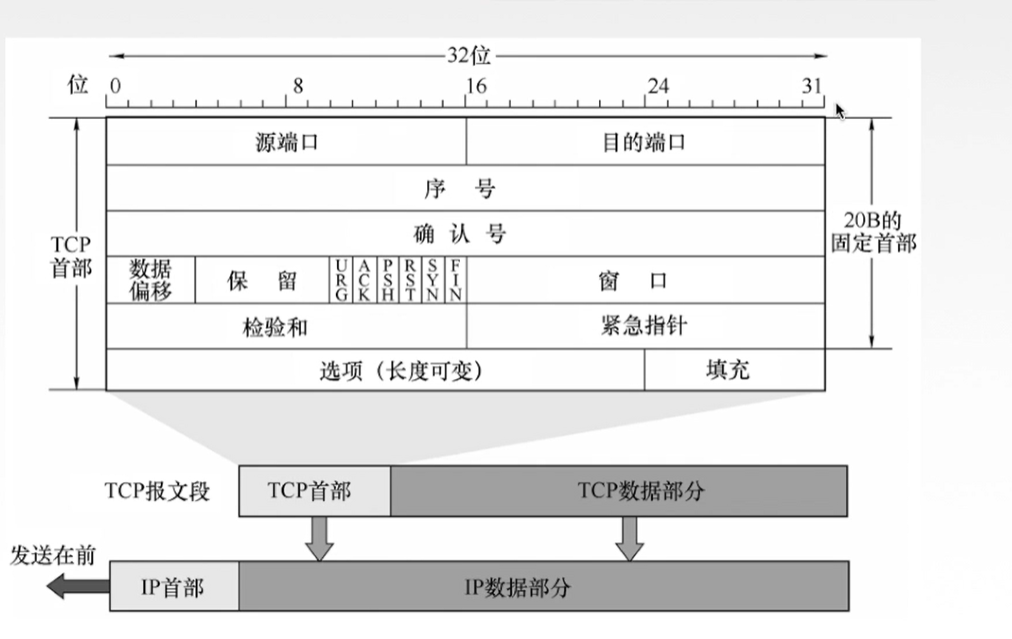 32位
位 0 8 16 24 31
源端口 目的端口
序 号
确 认 号
TCP
首部
20B的
固定首部
数据
偏移
保 留
URG
ACK
PSH
RST
SYN
FIN
窗 口
检验和 紧急指针
选项（长度可变） 填充
TCP报文段 TCP首部 TCP数据部分
发送在前
IP首部 IP数据部分